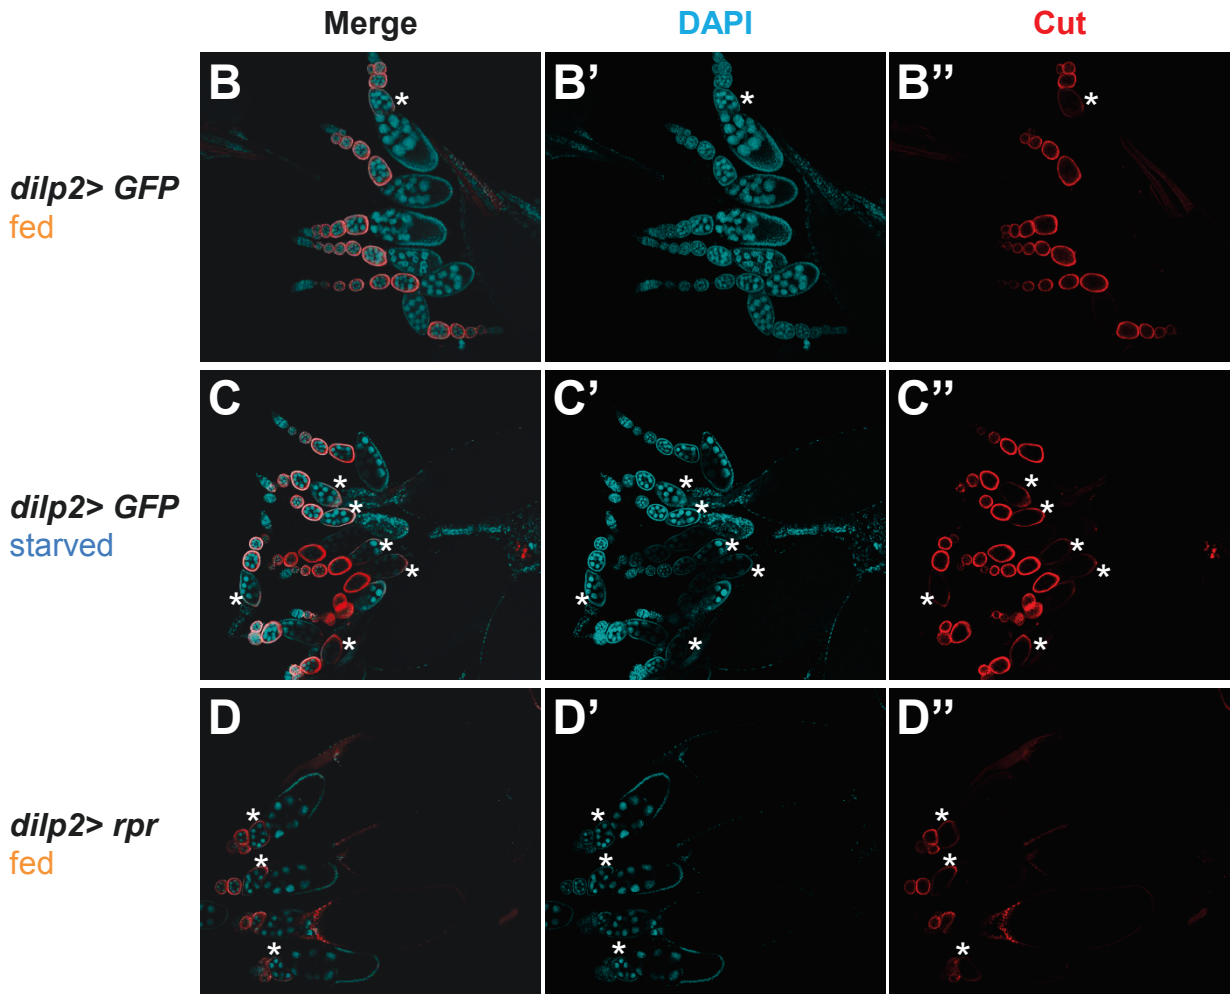 Merge DAPI Cut
dilp2> GFP
fed
B B’ B’’
* * *
dilp2> GFP
starved
C C’ C’’
* * *
* * *
* * *
* * *
* * *
* * *
dilp2> rpr
fed
D D’ D’’
* * *
* * *
* * *